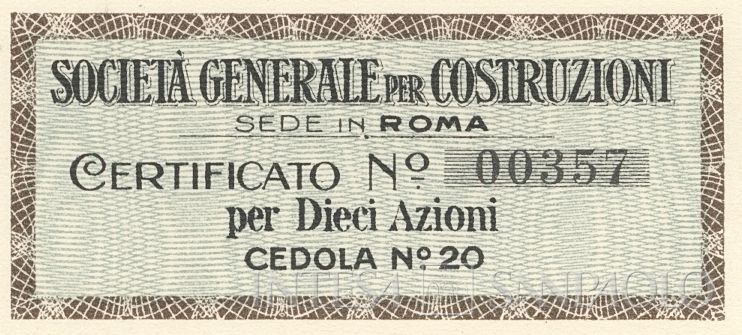 SOCIETÀ GENERALE PER COSTRUZIONI
SEDE IN ROMA
CERTIFICATO Nº 00357
per Dieci Azioni
CEDOLA Nº 20
INTESA SANPAOLO